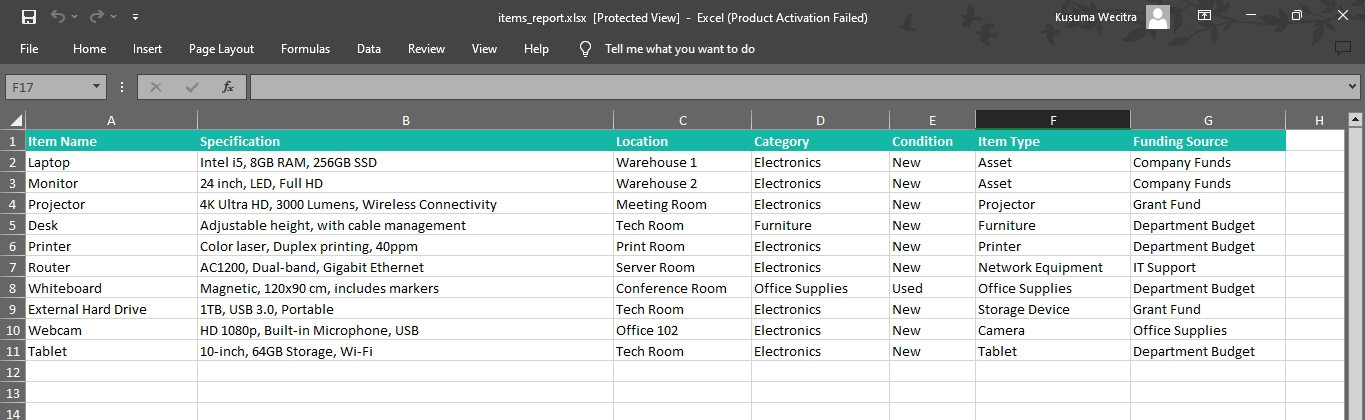 items_report.xlsx [Protected View] - Excel (Product Activation Failed) Kusuma Wecitra
File Home Insert Page Layout Formulas Data Review View Help Tell me what you want to do
F17 fx
A B C D E F G H
1 Item Name Specification Location Category Condition Item Type Funding Source
2 Laptop Intel i5, 8GB RAM, 256GB SSD Warehouse 1 Electronics New Asset Company Funds
3 Monitor 24 inch, LED, Full HD Warehouse 2 Electronics New Asset Company Funds
4 Projector 4K Ultra HD, 3000 Lumens, Wireless Connectivity Meeting Room Electronics New Projector Grant Fund
5 Desk Adjustable height, with cable management Tech Room Furniture New Furniture Department Budget
6 Printer Color laser, Duplex printing, 40ppm Print Room Electronics New Printer Department Budget
7 Router AC1200, Dual-band, Gigabit Ethernet Server Room Electronics New Network Equipment IT Support
8 Whiteboard Magnetic, 120x90 cm, includes markers Conference Room Office Supplies Used Office Supplies Department Budget
9 External Hard Drive 1TB, USB 3.0, Portable Tech Room Electronics New Storage Device Grant Fund
10 Webcam HD 1080p, Built-in Microphone, USB Office 102 Electronics New Camera Office Supplies
11 Tablet 10-inch, 64GB Storage, Wi-Fi Tech Room Electronics New Tablet Department Budget
12
13
14